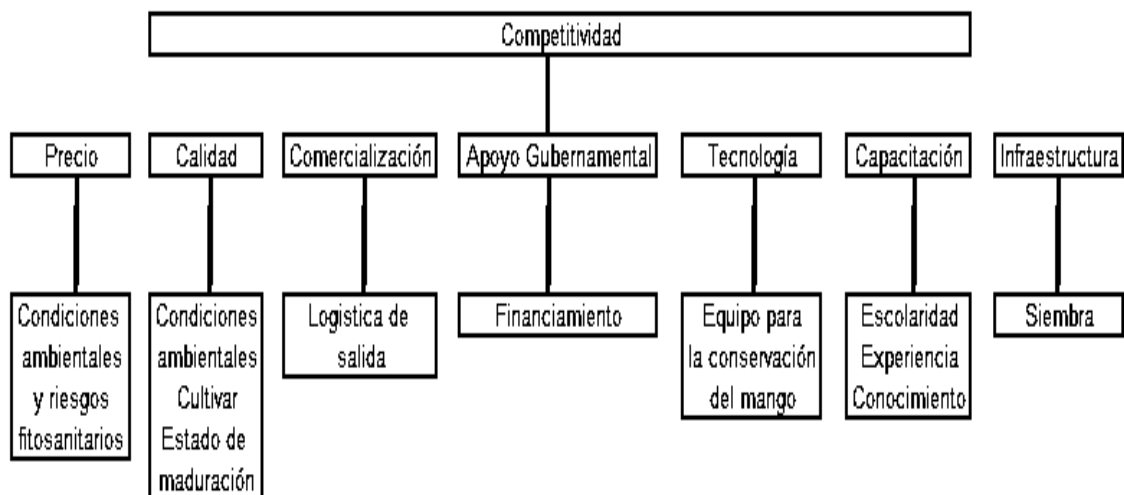 Competitividad
Precio
Calidad
Comercialización
Apoyo Gubernamental
Tecnología
Capacitación
Infraestructura
Condiciones
ambientales
y riesgos
fitosanitarios
Condiciones
ambientales
Cultivar
Estado de
maduración
Logistica de
salida
Financiamiento
Equipo para
la conservación
del mango
Escolaridad
Experiencia
Conocimiento
Siembra